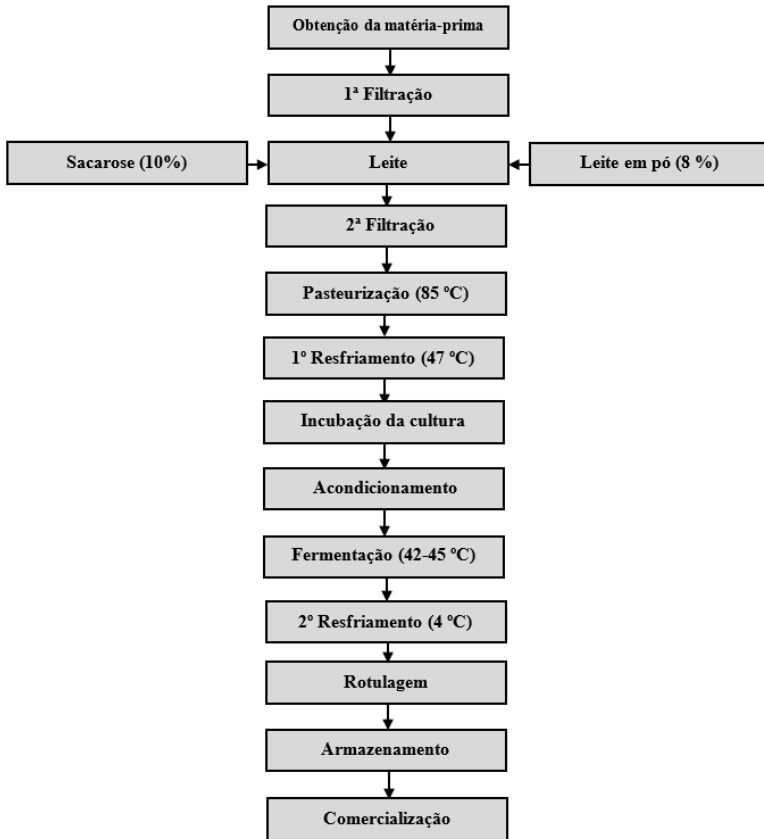 Obtenção da matéria-prima
1ª Filtração
Sacarose (10%)
Leite
Leite em pó (8 %)
2ª Filtração
Pasteurização (85 ºC)
1º Resfriamento (47 ºC)
Incubação da cultura
Acondicionamento
Fermentação (42-45 ºC)
2º Resfriamento (4 ºC)
Rotulagem
Armazenamento
Comercialização